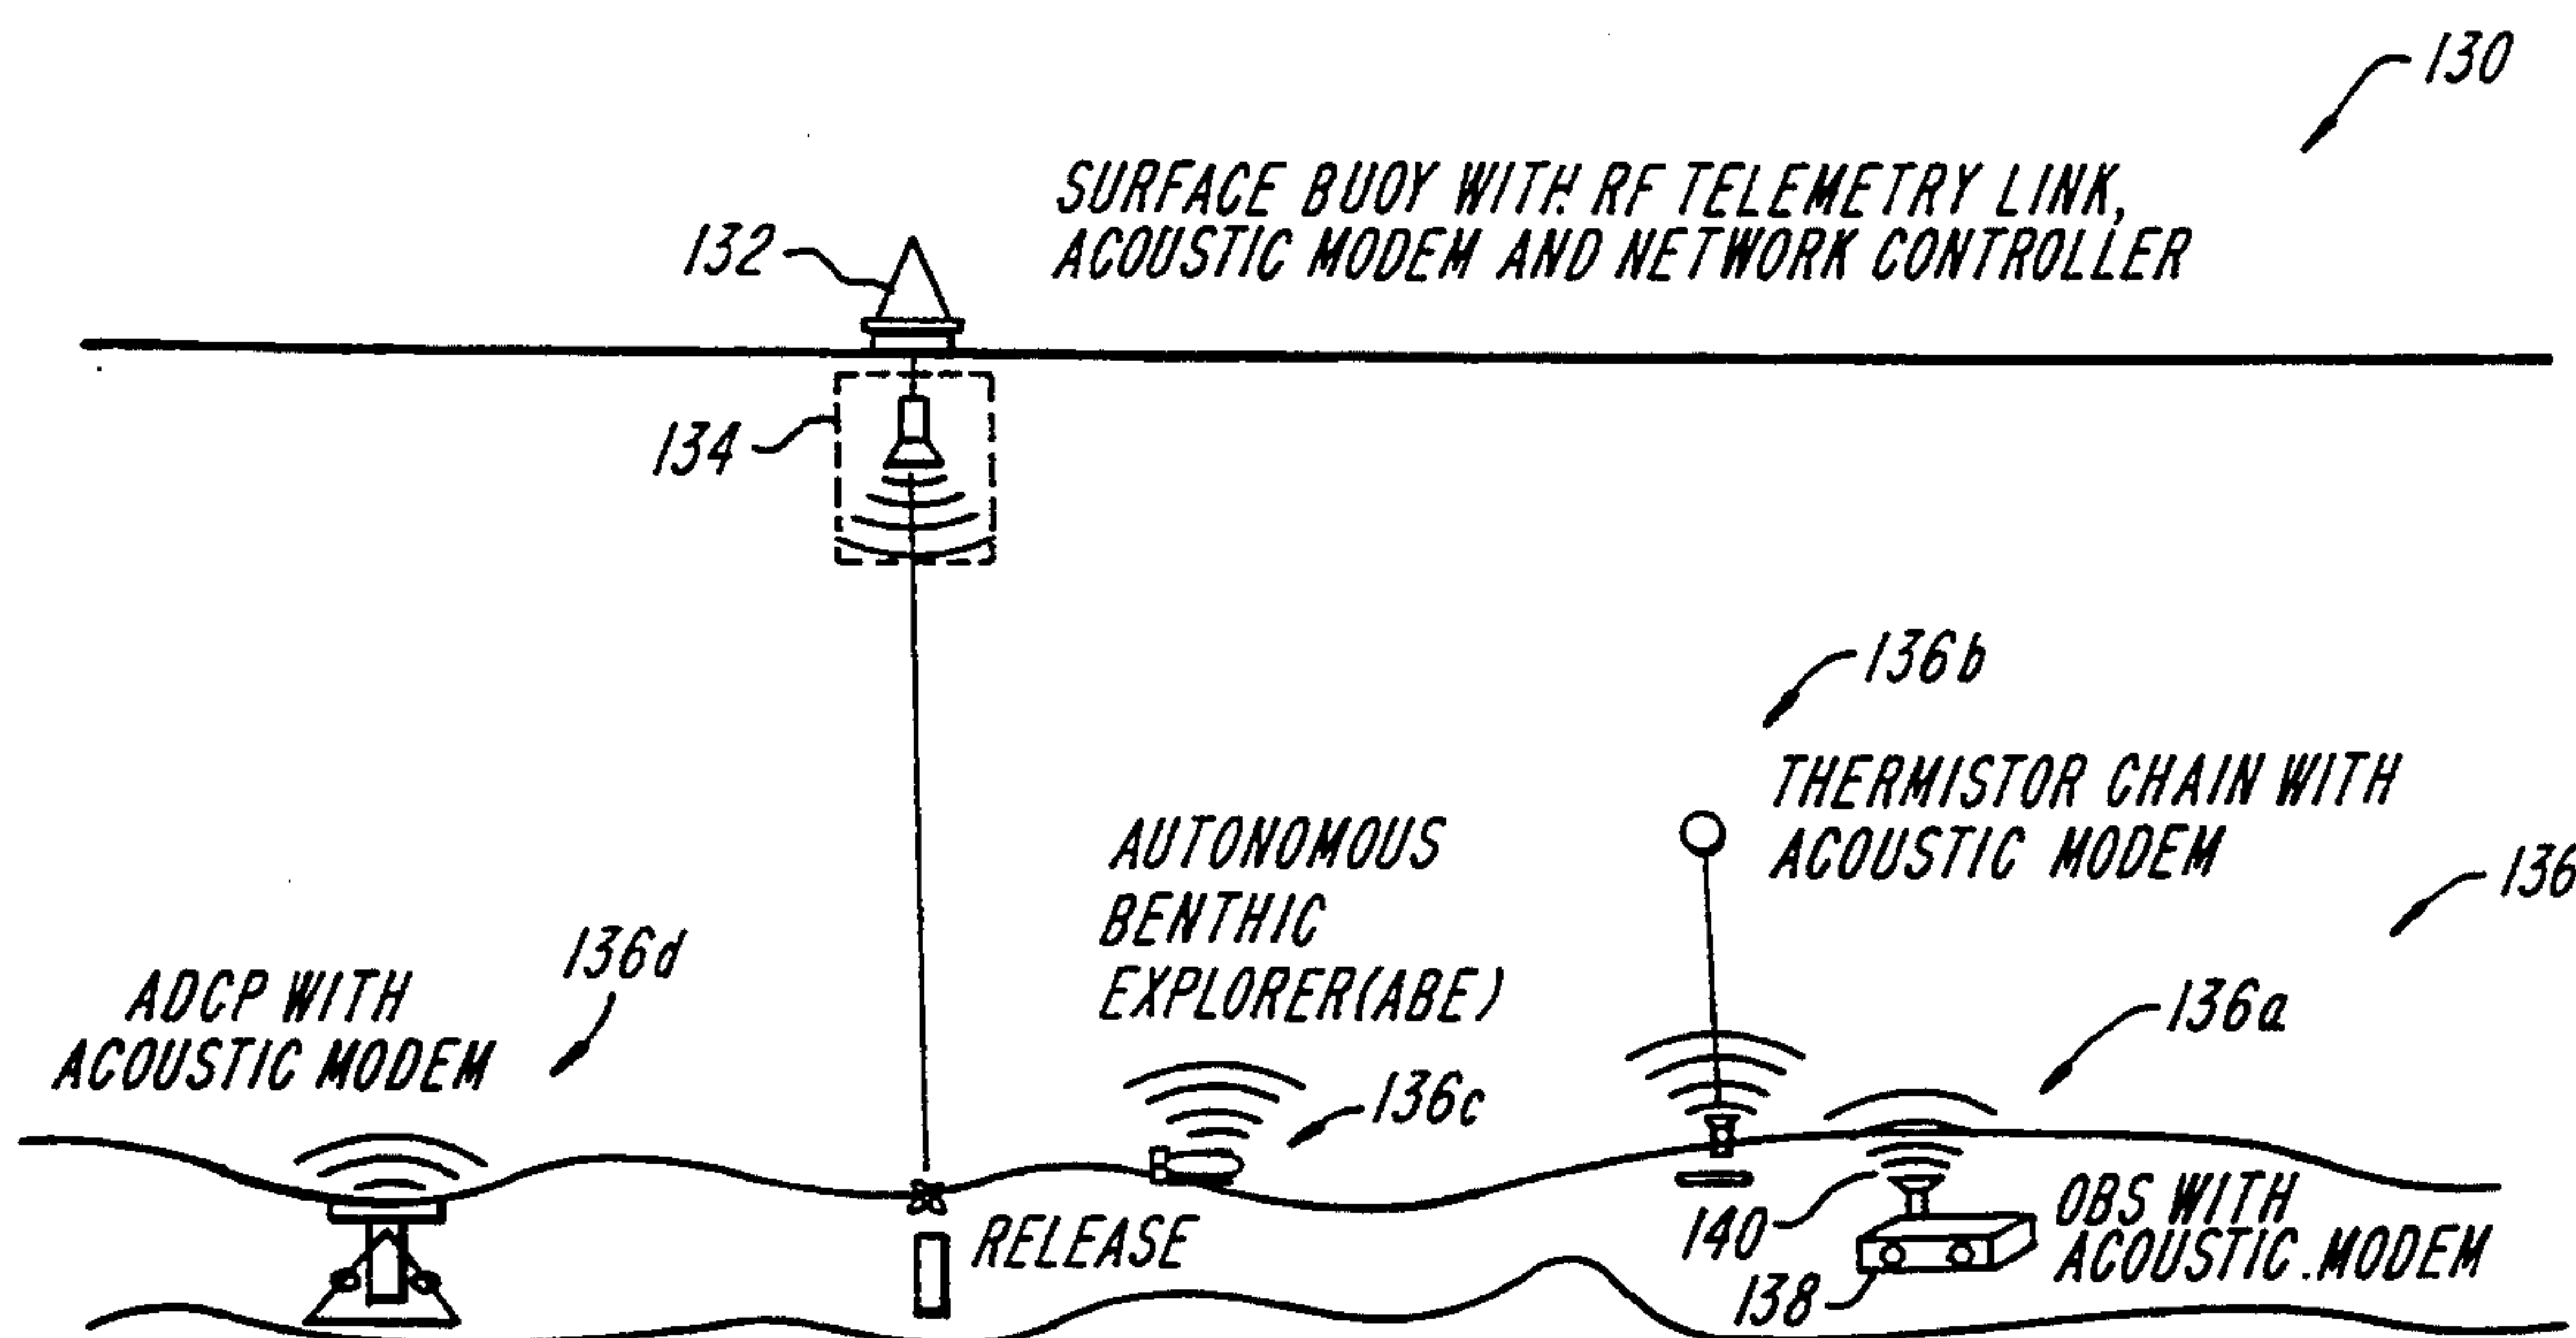 130
SURFACE BUOY WITH RF TELEMETRY LINK,
ACOUSTIC MODEM AND NETWORK CONTROLLER
132
134
136b
THERMISTOR CHAIN WITH
ACOUSTIC MODEM
136
AUTONOMOUS
BENTHIC
EXPLORER(ABE)
136d
ADCP WITH
ACOUSTIC MODEM
136a
136c
140
OBS WITH
ACOUSTIC.MODEM
RELEASE
138